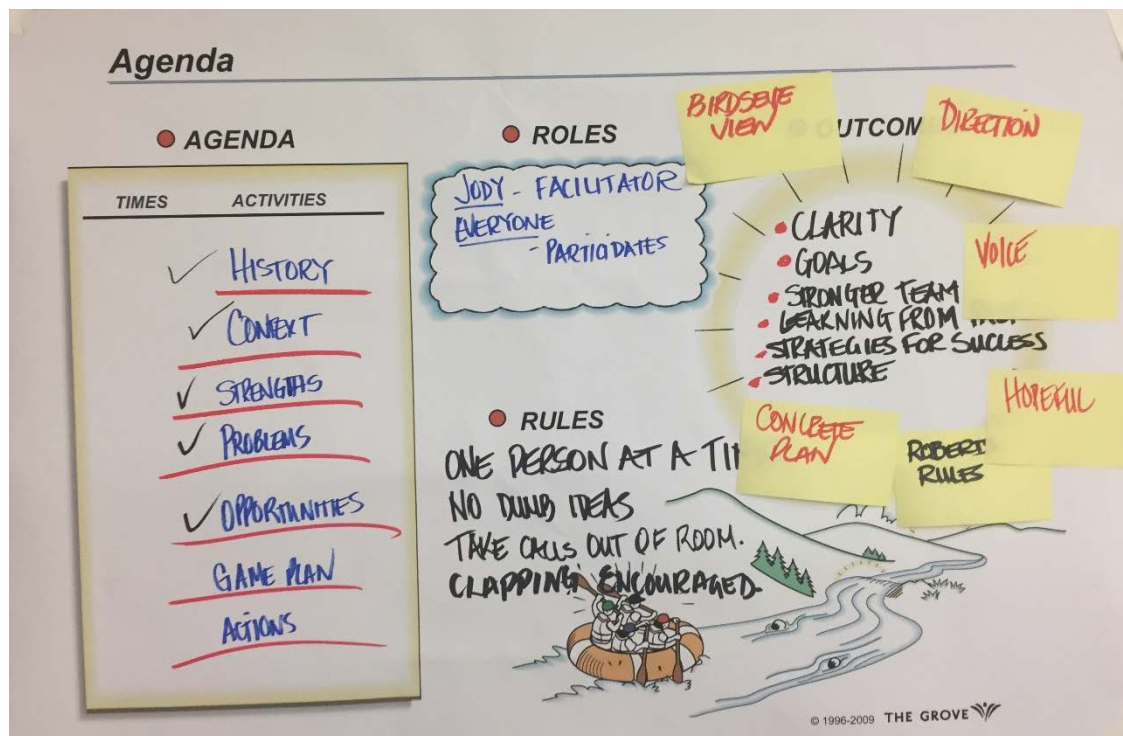 Agenda
AGENDA
TIMES ACTIVITIES
HISTORY
CONTEXT
STRENGTHS
PROBLEMS
OPPORTUNITIES
GAME PLAN
ACTIONS
ROLES
JODY - FACILITATOR
EVERYONE
- PARTICIPATES
RULES
ONE PERSON AT A
NO DUMB IDEAS
TAKE CALLS OUT OF ROOM.
CLAPPING ENCOURAGED.
BIRDSEYE
VIEW
UTCOM
DIRECTION
CLARITY
GOALS
STRONGER TEAM
LEARNING FROM
STRATEGIES FOR SUCCESS
STRUCTURE
VOICE
HOPEFUL
CONCRETE
PLAN
ROBERT
RULES
© 1996-2009 THE GROVE